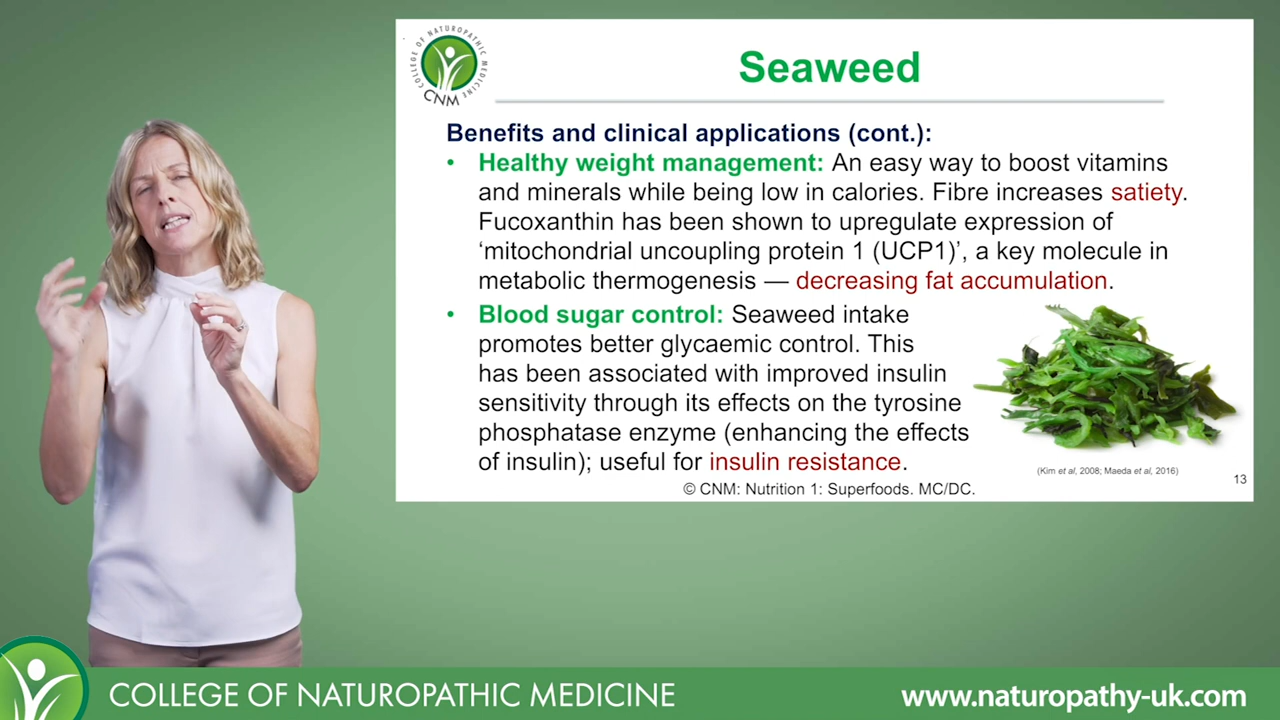 COLLEGE OF NATUROPATHIC MEDICINE
CNM
Seaweed
Benefits and clinical applications (cont.):
• Healthy weight management: An easy way to boost vitamins
and minerals while being low in calories. Fibre increases satiety.
Fucoxanthin has been shown to upregulate expression of
‘mitochondrial uncoupling protein 1 (UCP1)’, a key molecule in
metabolic thermogenesis — decreasing fat accumulation.
• Blood sugar control: Seaweed intake
promotes better glycaemic control. This
has been associated with improved insulin
sensitivity through its effects on the tyrosine
phosphatase enzyme (enhancing the effects
of insulin); useful for insulin resistance.
(Kim et al, 2008; Maeda et al, 2016)
13
© CNM: Nutrition 1: Superfoods. MC/DC.
COLLEGE OF NATUROPATHIC MEDICINE
www.naturopathy-uk.com